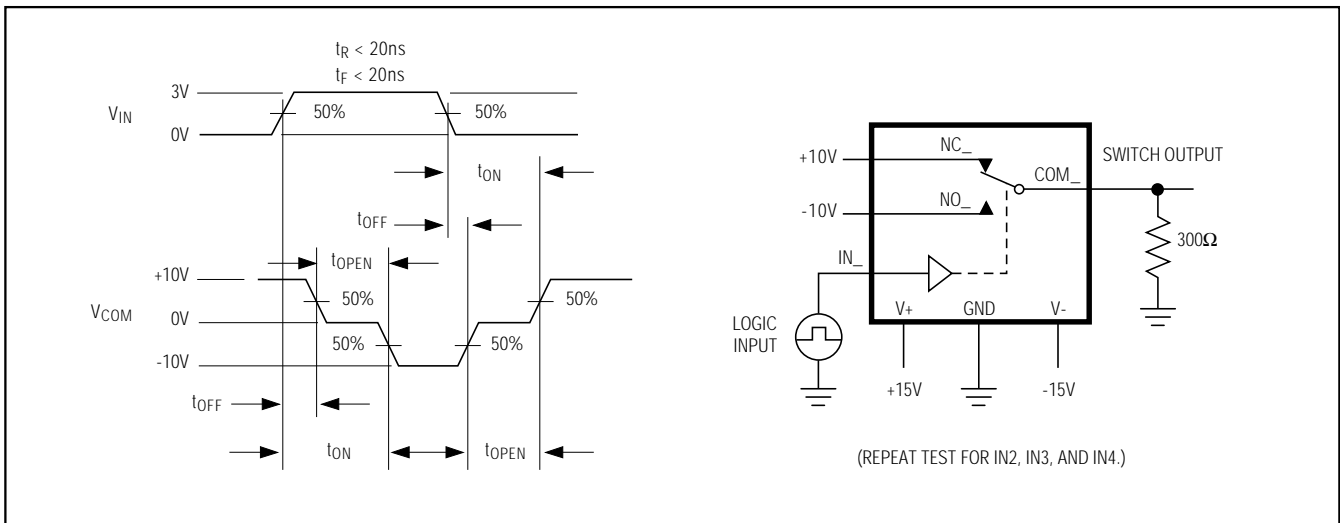 tR < 20ns
tF < 20ns
3V
VIN
50%
50%
0V
tON
tOFF
tOPEN
+10V
50%
50%
VCOM
0V
50%
50%
-10V
tOFF
tON
tOPEN
NC_
+10V
SWITCH OUTPUT
COM_
NO_
-10V
300Ω
IN_
V+
GND
V-
LOGIC
INPUT
+15V
-15V
(REPEAT TEST FOR IN2, IN3, AND IN4.)